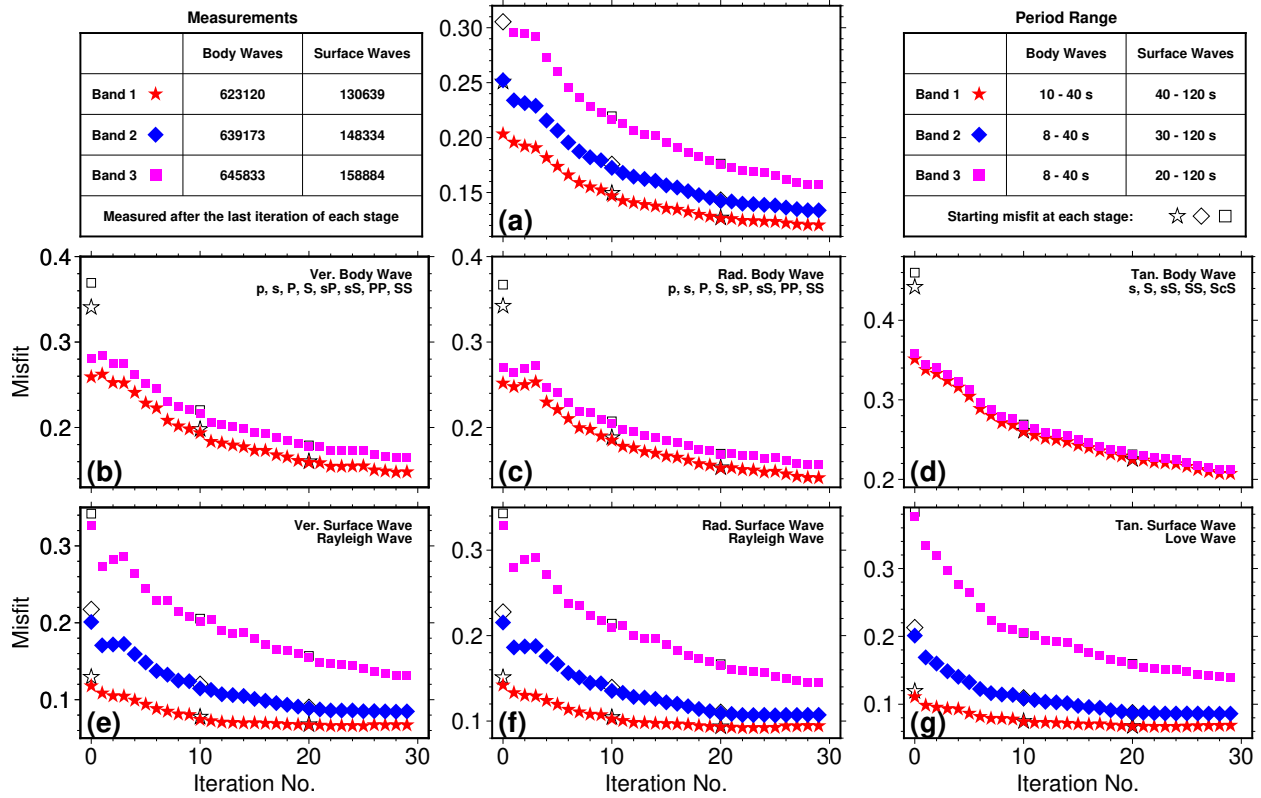 Measurements
Body Waves Surface Waves
Band 1 623120 130639
Band 2 639173 148334
Band 3 645833 158884
Measured after the last iteration of each stage
0.30
0.25
0.20
0.15
(a)
Period Range
Body Waves Surface Waves
Band 1 10 - 40 s 40 - 120 s
Band 2 8 - 40 s 30 - 120 s
Band 3 8 - 40 s 20 - 120 s
Starting misfit at each stage:
Misfit
0.4
0.3
0.2
Ver. Body Wave
p, s, P, S, sP, sS, PP, SS
(b)
0.4
0.3
0.2
Rad. Body Wave
p, s, P, S, sP, sS, PP, SS
(c)
0.4
0.3
0.2
Tan. Body Wave
s, S, sS, SS, ScS
(d)
Misfit
0.3
0.2
0.1
Ver. Surface Wave
Rayleigh Wave
(e)
0 10 20 30
Iteration No.
0.3
0.2
0.1
Rad. Surface Wave
Rayleigh Wave
(f)
0 10 20 30
Iteration No.
0.3
0.2
0.1
Tan. Surface Wave
Love Wave
(g)
0 10 20 30
Iteration No.